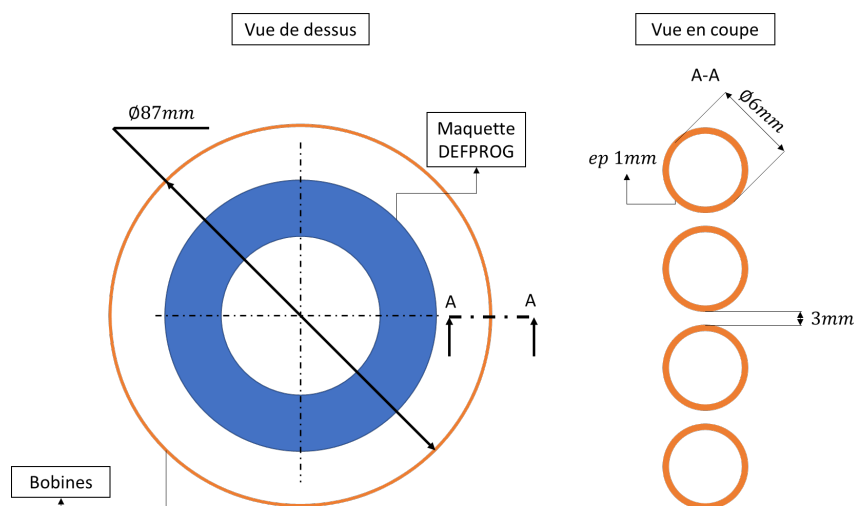 Vue de dessus
Vue en coupe
A-A
Ø87mm
Ø6mm
Maquette
DEFPROG
ep 1mm
A
A
3mm
Bobines